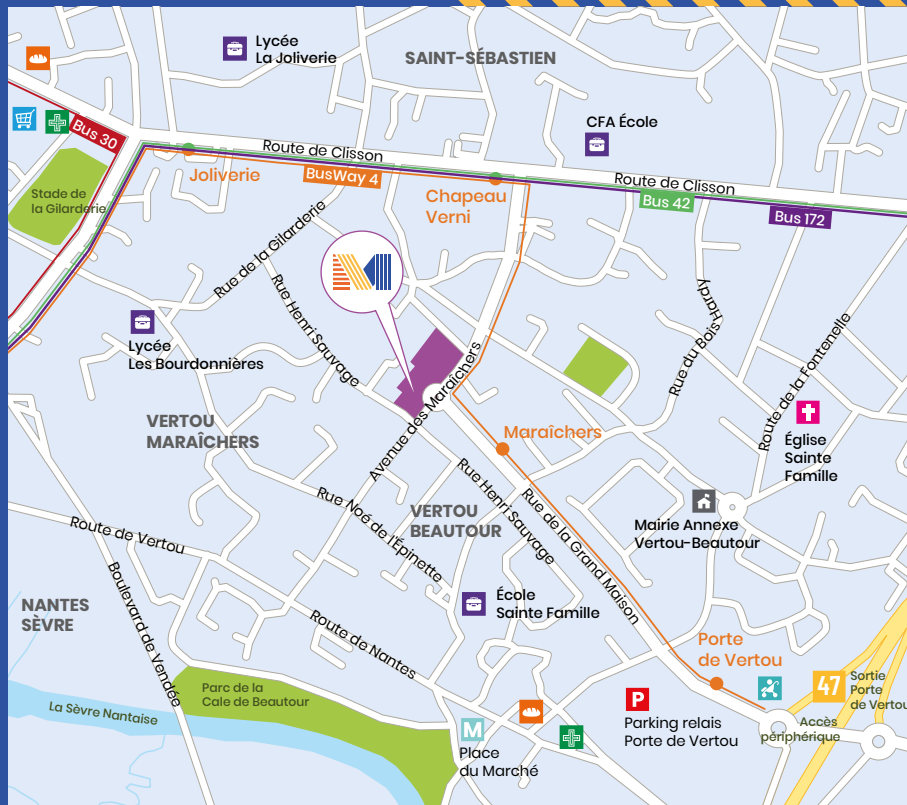 Lycée
La Joliverie
SAINT-SÉBASTIEN
CFA École
Bus 30
Route de Clisson
Joliverie
BusWay 4
Chapeau
Verni
Route de Clisson
Bus 42
Bus 172
Stade de
la Gilarderie
Rue de la Gilarderie
Rue Henri Sauvage
Rue du Bois Hardy
Route de la Fontenelle
Lycée
Les Bourdonnières
VERTOU
MARAÎCHERS
Avenue des Maraîchers
Maraîchers
Église
Sainte
Famille
Rue Noé de l'Épinette
VERTOU
BEAUTOUR
Rue Henri Sauvage
Rue de la Grand Maison
Mairie Annexe
Vertou-Beautour
Route de Vertou
Boulevard de Vendée
NANTES
SÈVRE
École
Sainte Famille
Route de Nantes
Porte
de Vertou
Parc de la
Cale de Beautour
La Sèvre Nantaise
M
Place
du Marché
P
Parking relais
Porte de Vertou
47
Sortie
Porte
de Vertou
Accès
périphérique